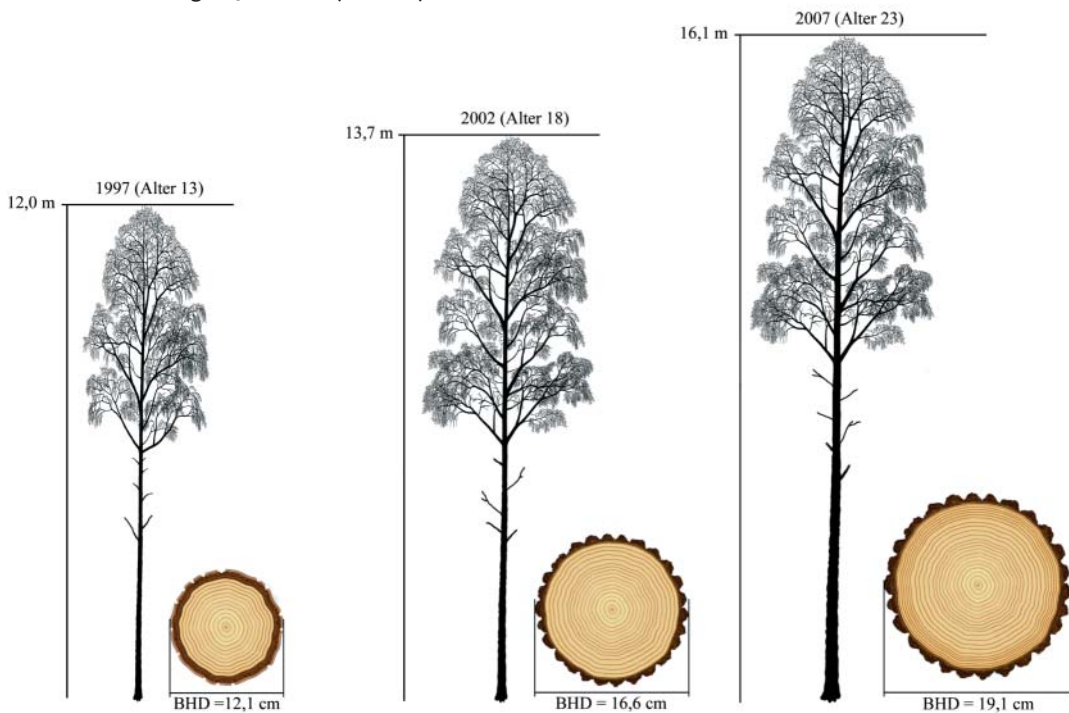 1997 (Alter 13)
12,0 m
BHD =12,1 cm
2002 (Alter 18)
13,7 m
BHD = 16,6 cm
2007 (Alter 23)
16,1 m
BHD = 19,1 cm